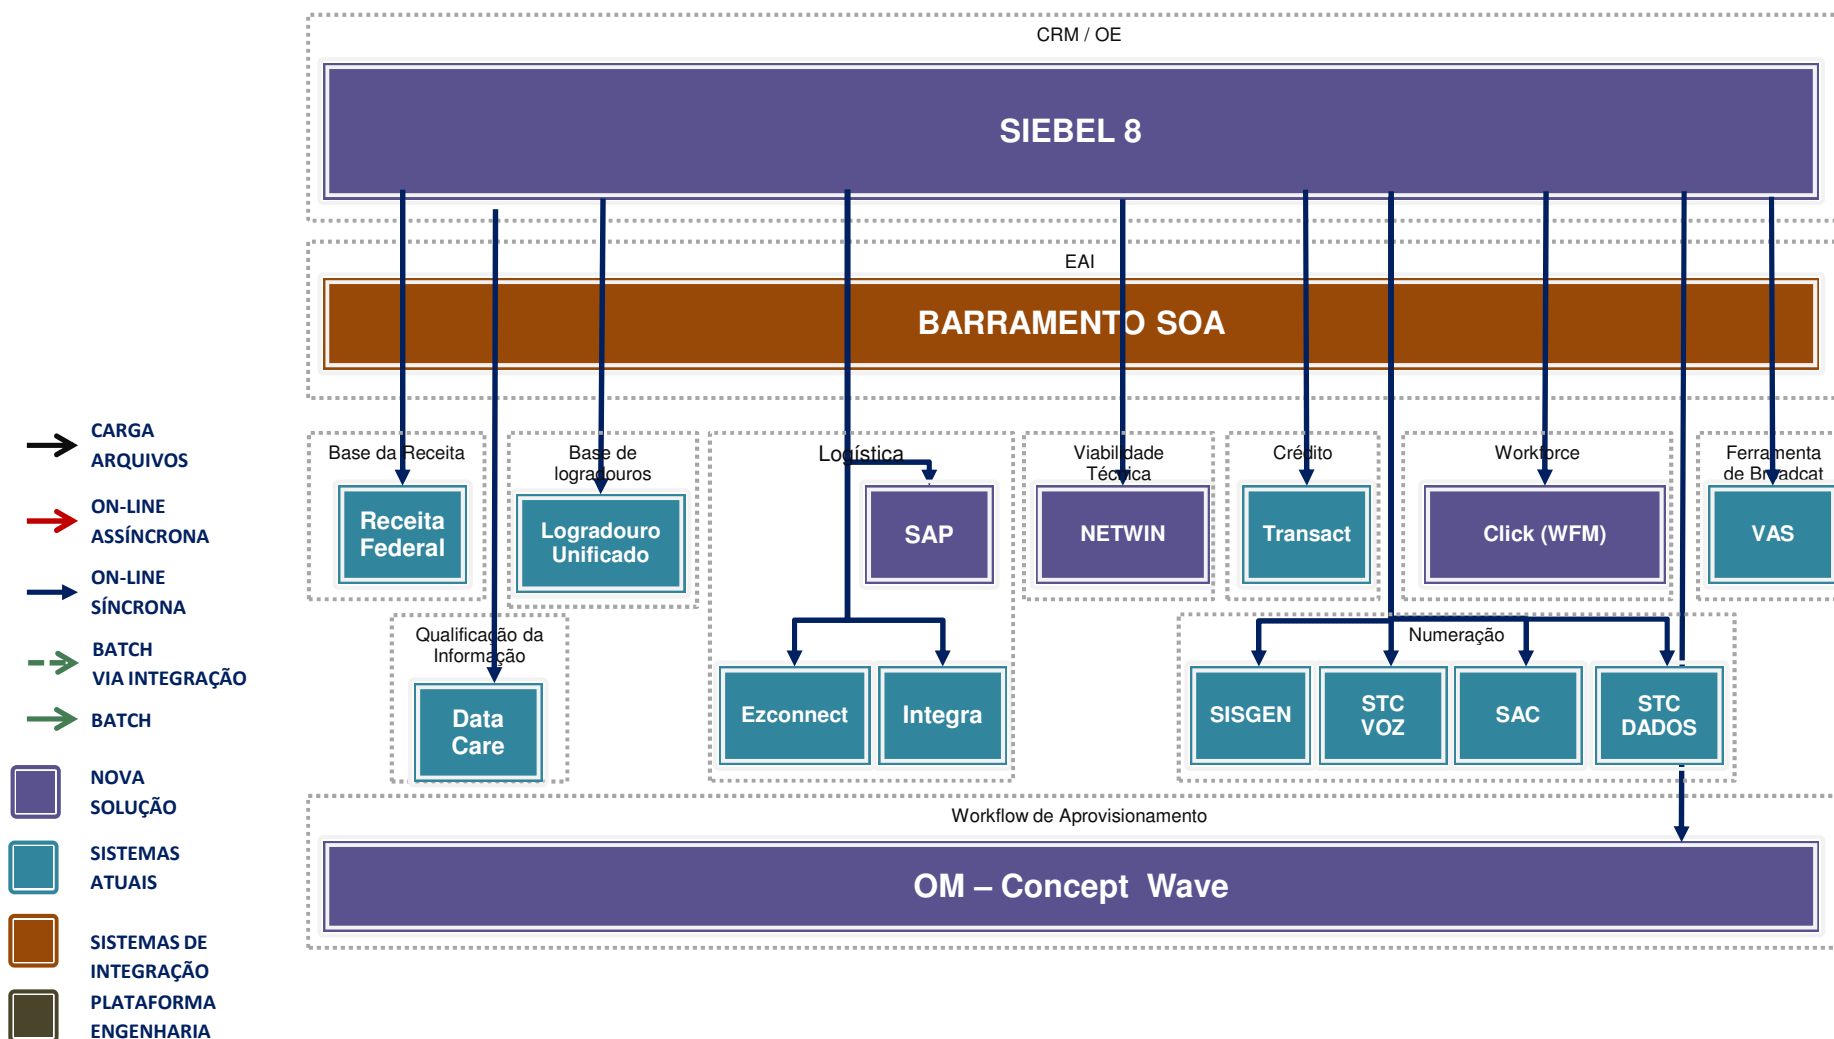 CRM / OE
SIEBEL 8
EAI
BARRAMENTO SOA
CARGA
ARQUIVOS
ON-LINE
ASSÍNCRONA
ON-LINE
SÍNCRONA
BATCH
VIA INTEGRAÇÃO
BATCH
NOVA
SOLUÇÃO
SISTEMAS
ATUAIS
SISTEMAS DE
INTEGRAÇÃO
PLATAFORMA
ENGENHARIA
Base da Receita
Receita
Federal
Base de
logradouros
Logradouro
Unificado
Logística
SAP
Viabilidade
Técnica
NETWIN
Crédito
Transact
Workforce
Click (WFM)
Ferramenta
de Broadcat
VAS
Qualificação da
Informação
Data
Care
Ezconnect
Integra
Numeração
SISGEN
STC
VOZ
SAC
STC
DADOS
Workflow de Aprovisionamento
OM – Concept Wave